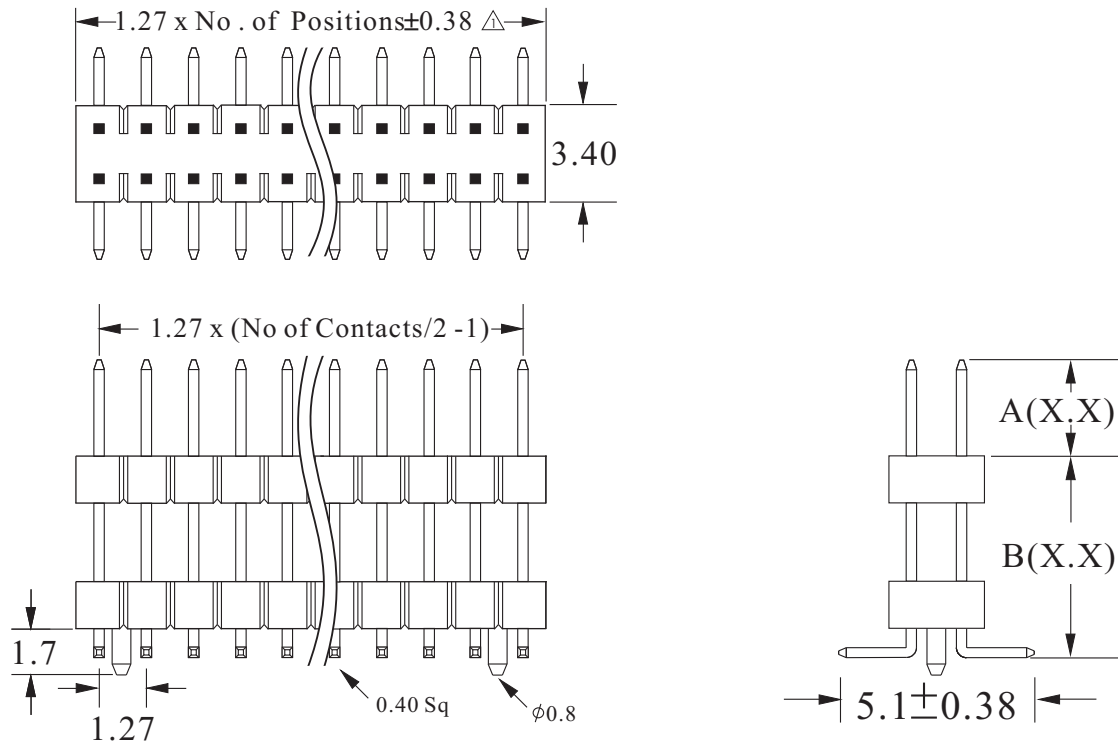 1.27 x No . of Positions±0.38 ⚠1
3.40
1.27 x (No of Contacts/2 -1)
A(X.X)
B(X.X)
1.7
1.27
0.40 Sq
ϕ0.8
5.1±0.38